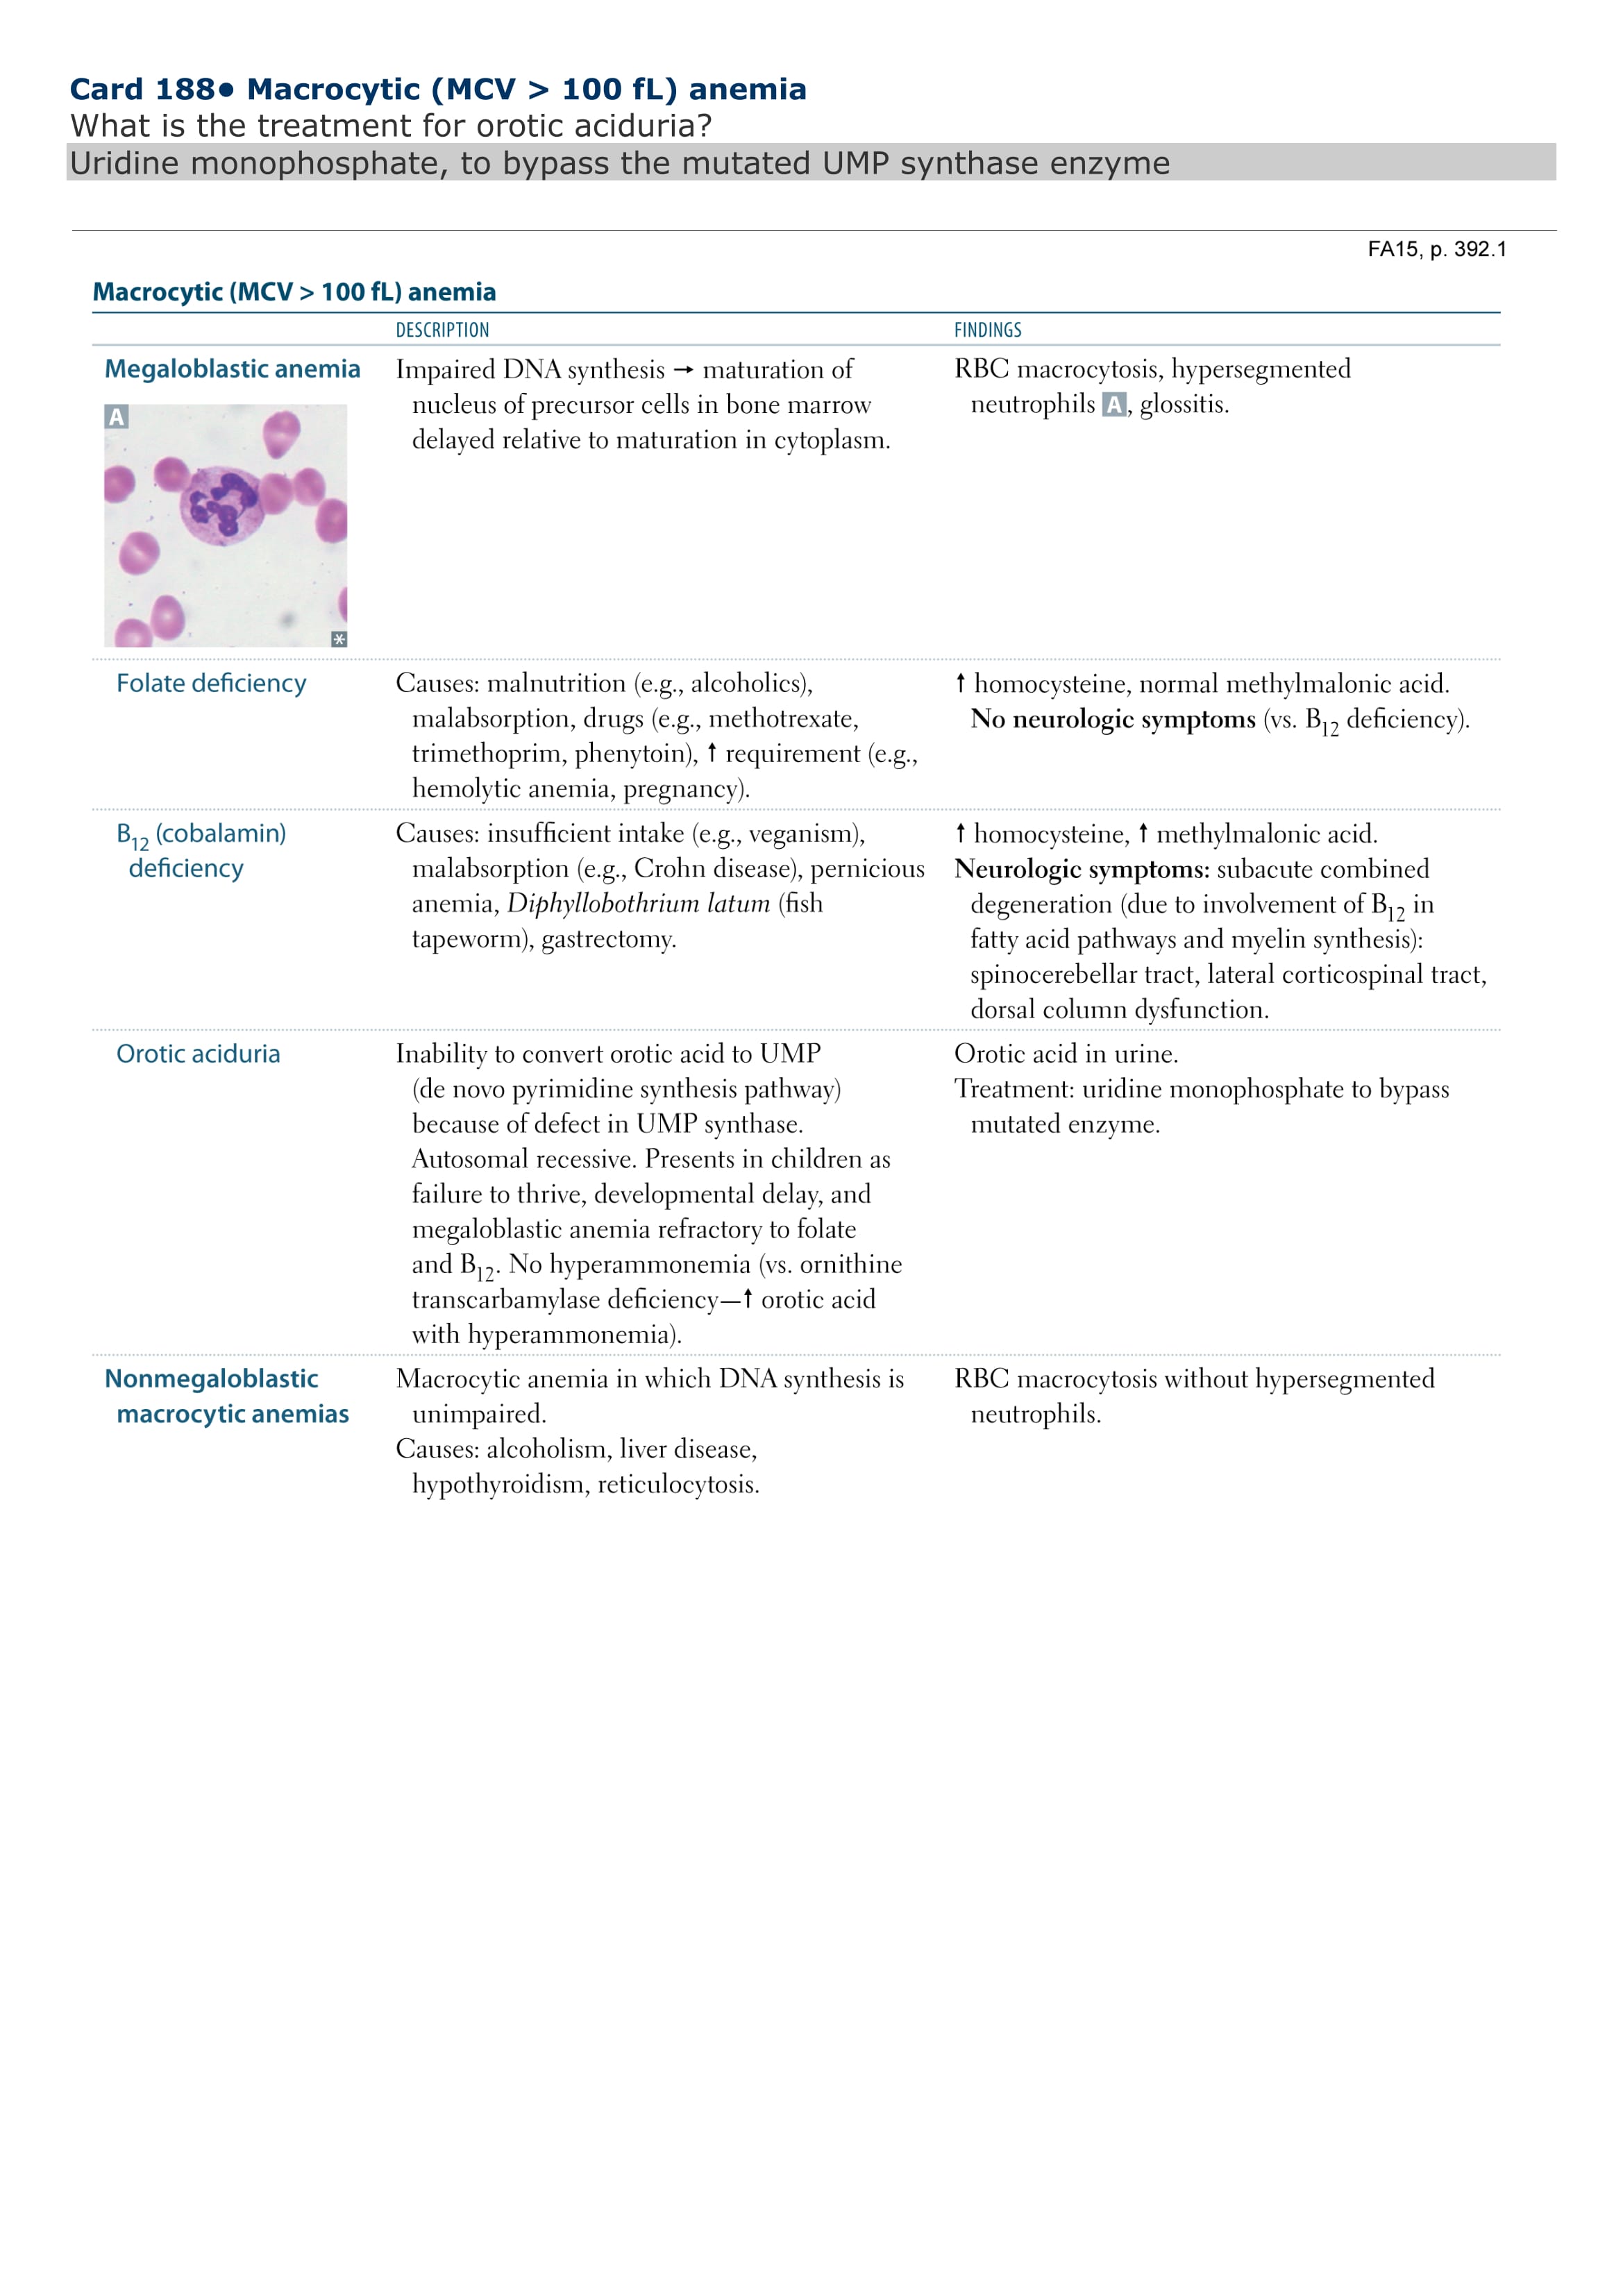 Card 188● Macrocytic (MCV > 100 fL) anemia
What is the treatment for orotic aciduria?
Uridine monophosphate, to bypass the mutated UMP synthase enzyme
FA15, p. 392.1
Macrocytic (MCV > 100 fL) anemia
DESCRIPTION
FINDINGS
Megaloblastic anemia
A
*
Impaired DNA synthesis → maturation of
nucleus of precursor cells in bone marrow
delayed relative to maturation in cytoplasm.
RBC macrocytosis, hypersegmented
neutrophils A, glossitis.
Folate deficiency
Causes: malnutrition (e.g., alcoholics),
malabsorption, drugs (e.g., methotrexate,
trimethoprim, phenytoin), ↑ requirement (e.g.,
hemolytic anemia, pregnancy).
↑ homocysteine, normal methylmalonic acid.
No neurologic symptoms (vs. B12 deficiency).
B12 (cobalamin)
deficiency
Causes: insufficient intake (e.g., veganism),
malabsorption (e.g., Crohn disease), pernicious
anemia, Diphyllobothrium latum (fish
tapeworm), gastrectomy.
↑ homocysteine, ↑ methylmalonic acid.
Neurologic symptoms: subacute combined
degeneration (due to involvement of B12 in
fatty acid pathways and myelin synthesis):
spinocerebellar tract, lateral corticospinal tract,
dorsal column dysfunction.
Orotic aciduria
Inability to convert orotic acid to UMP
(de novo pyrimidine synthesis pathway)
because of defect in UMP synthase.
Autosomal recessive. Presents in children as
failure to thrive, developmental delay, and
megaloblastic anemia refractory to folate
and B12. No hyperammonemia (vs. ornithine
transcarbamylase deficiency—↑ orotic acid
with hyperammonemia).
Orotic acid in urine.
Treatment: uridine monophosphate to bypass
mutated enzyme.
Nonmegaloblastic
macrocytic anemias
Macrocytic anemia in which DNA synthesis is
unimpaired.
Causes: alcoholism, liver disease,
hypothyroidism, reticulocytosis.
RBC macrocytosis without hypersegmented
neutrophils.